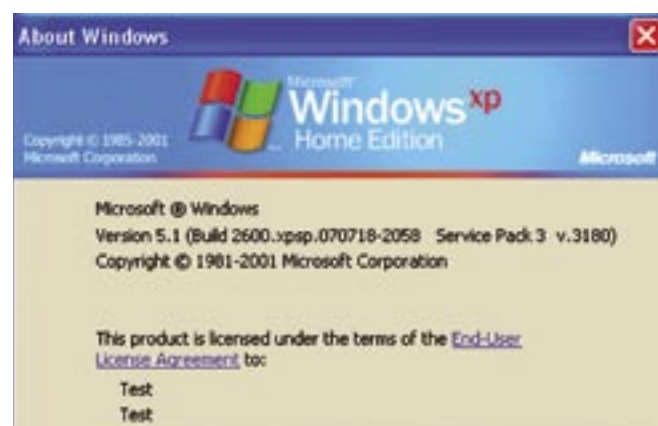 About Windows
Microsoft
Windows xp
Home Edition
Copyright © 1985-2001
Microsoft Corporation
Microsoft
Microsoft ® Windows
Version 5.1 (Build 2600.xpsp.070718-2058 Service Pack 3 v.3180)
Copyright © 1981-2001 Microsoft Corporation
This product is licensed under the terms of the End-User
License Agreement to:
Test
Test